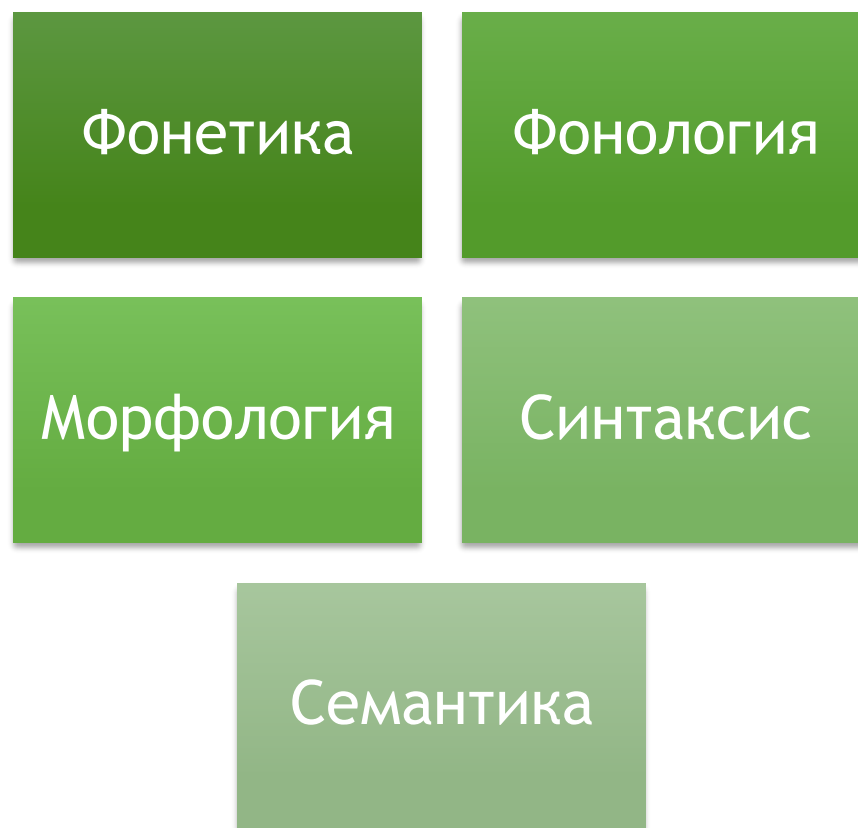 Фонетика
Фонология
Морфология
Синтаксис
Семантика